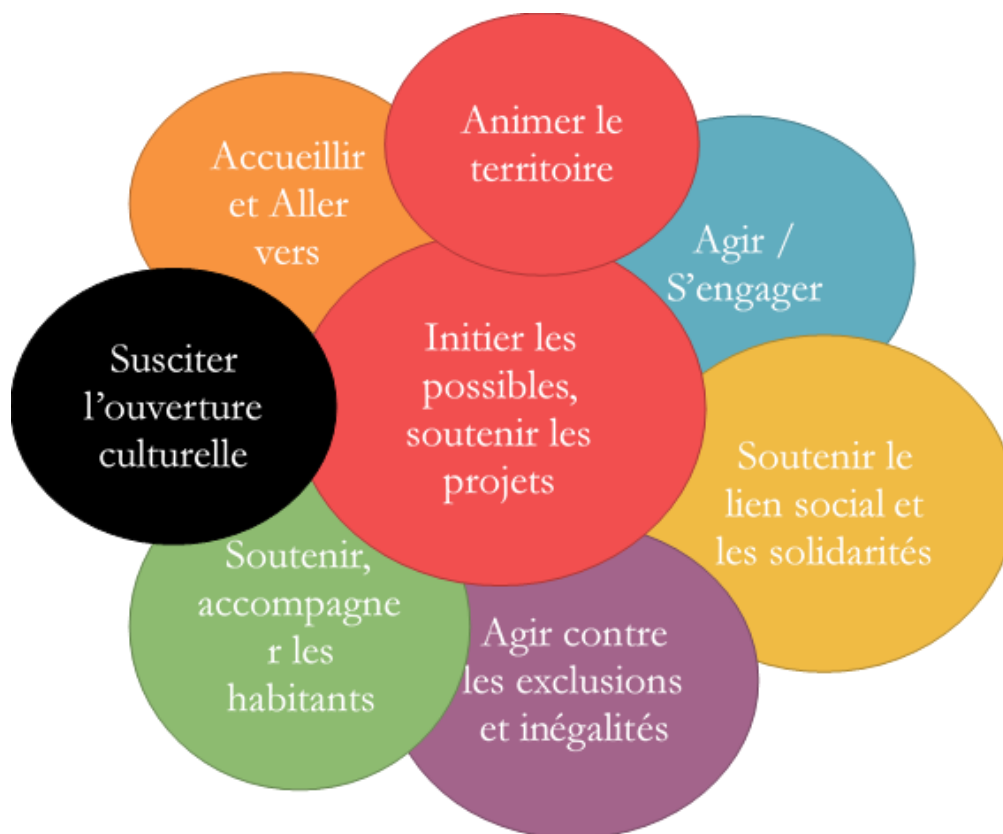 Animer le
territoire
Accueillir
et Aller
vers
Agir /
S'engager
Susciter
l'ouverture
culturelle
Initier les
possibles,
soutenir les
projets
Soutenir le
lien social et
les solidarités
Soutenir,
accompagne
r les
habitants
Agir contre
les exclusions
et inégalités